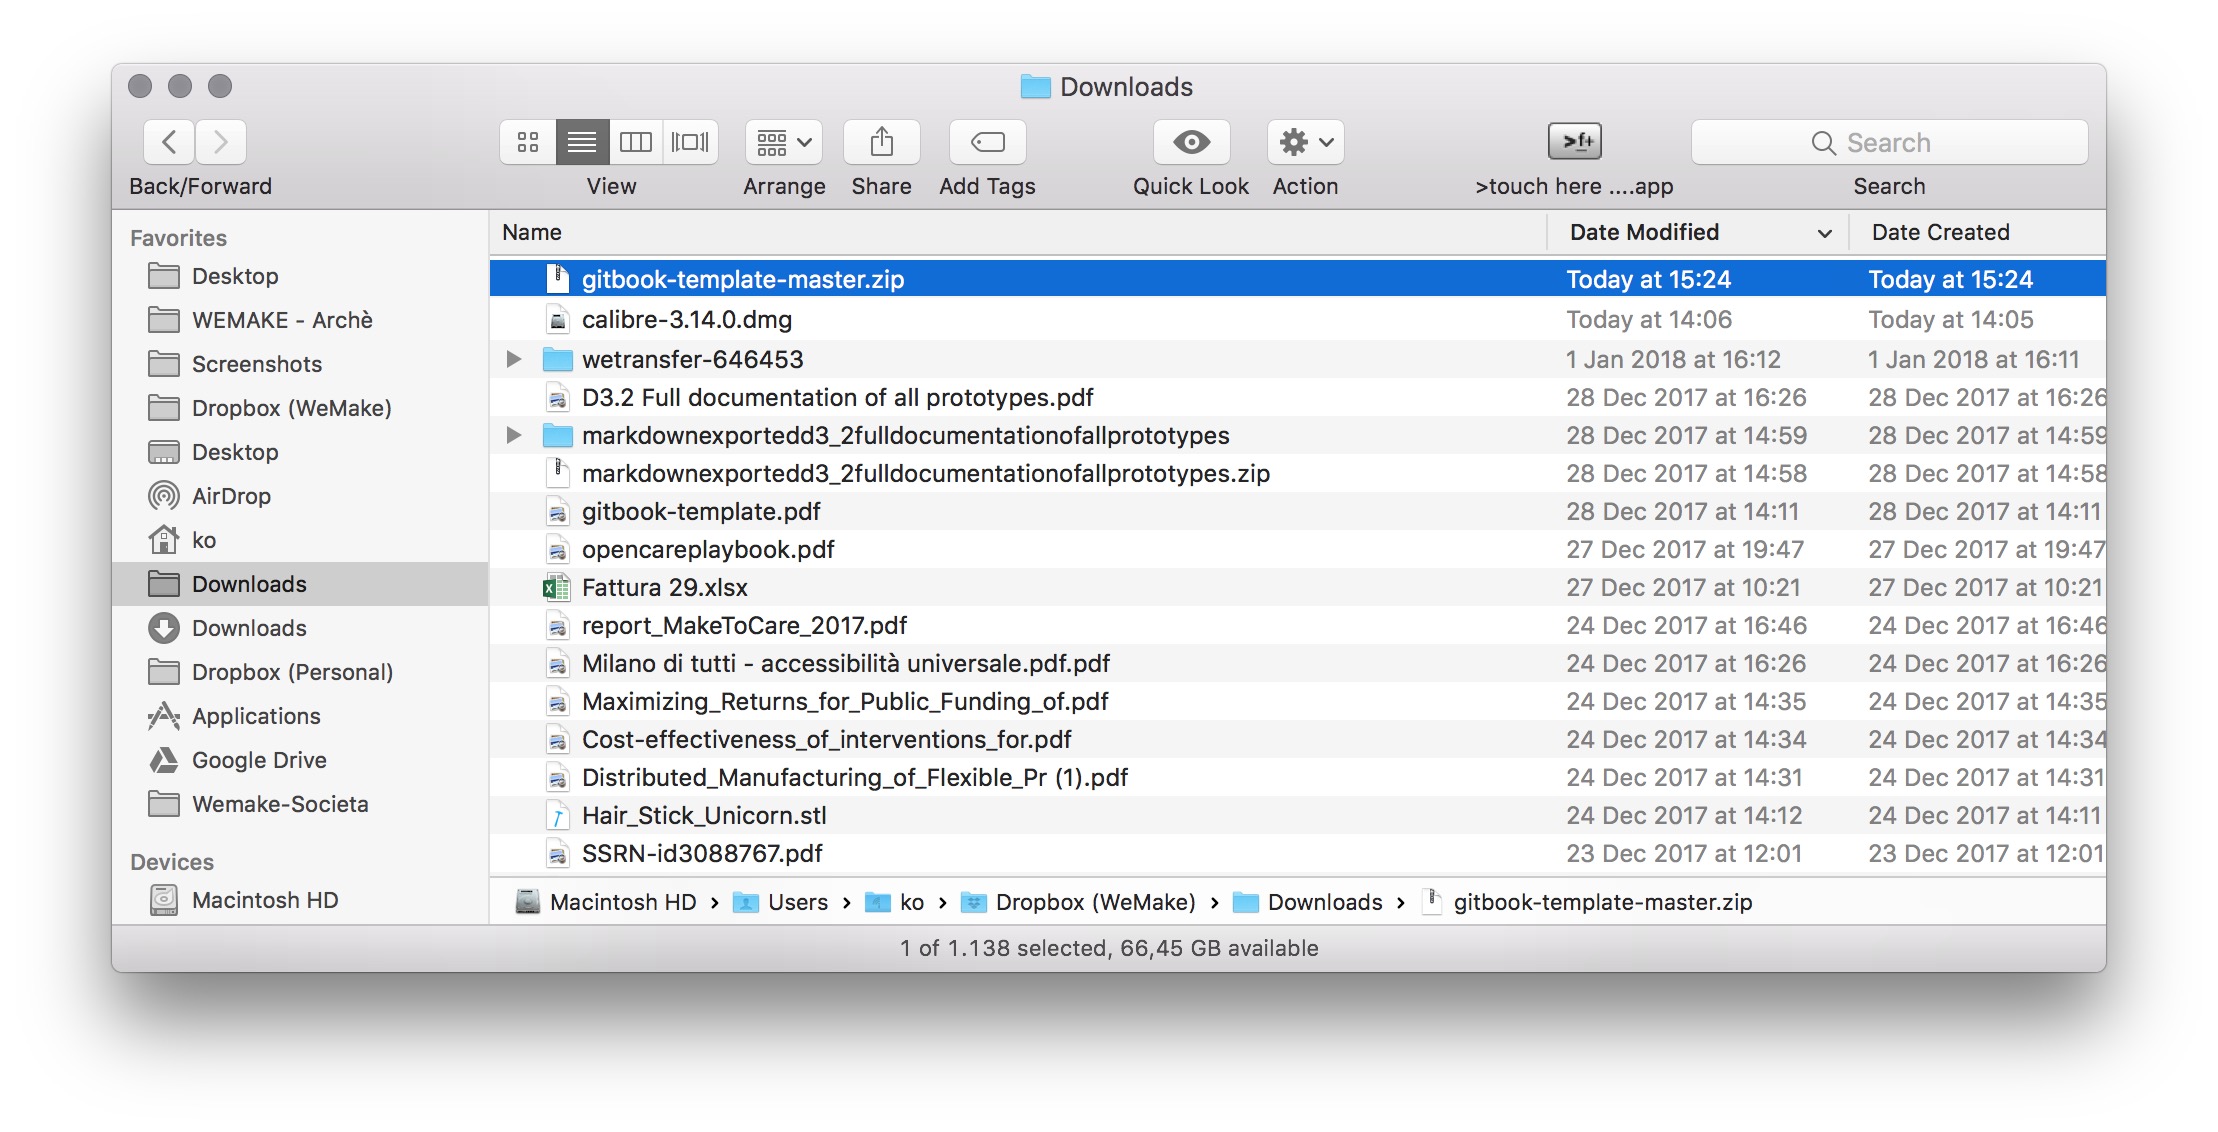 Downloads
>f+ Search
Back/Forward View Arrange Share Add Tags Quick Look Action >touch here ....app Search
Favorites
Desktop
WEMAKE - Archè
Screenshots
Dropbox (WeMake)
Desktop
AirDrop
ko
Downloads
Downloads
Dropbox (Personal)
Applications
Google Drive
Wemake-Societa
Devices
Macintosh HD
Name Date Modified Date Created
gitbook-template-master.zip Today at 15:24 Today at 15:24
calibre-3.14.0.dmg Today at 14:06 Today at 14:05
wetransfer-646453 1 Jan 2018 at 16:12 1 Jan 2018 at 16:11
D3.2 Full documentation of all prototypes.pdf 28 Dec 2017 at 16:26 28 Dec 2017 at 16:26
markdownexportedd3_2fulldocumentationofallprototypes 28 Dec 2017 at 14:59 28 Dec 2017 at 14:59
markdownexportedd3_2fulldocumentationofallprototypes.zip 28 Dec 2017 at 14:58 28 Dec 2017 at 14:58
gitbook-template.pdf 28 Dec 2017 at 14:11 28 Dec 2017 at 14:11
opencareplaybook.pdf 27 Dec 2017 at 19:47 27 Dec 2017 at 19:47
Fattura 29.xlsx 27 Dec 2017 at 10:21 27 Dec 2017 at 10:21
report_MakeToCare_2017.pdf 24 Dec 2017 at 16:46 24 Dec 2017 at 16:46
Milano di tutti - accessibilità universale.pdf.pdf 24 Dec 2017 at 16:26 24 Dec 2017 at 16:26
Maximizing_Returns_for_Public_Funding_of.pdf 24 Dec 2017 at 14:35 24 Dec 2017 at 14:35
Cost-effectiveness_of_interventions_for.pdf 24 Dec 2017 at 14:34 24 Dec 2017 at 14:34
Distributed_Manufacturing_of_Flexible_Pr (1).pdf 24 Dec 2017 at 14:31 24 Dec 2017 at 14:31
Hair_Stick_Unicorn.stl 24 Dec 2017 at 14:12 24 Dec 2017 at 14:11
SSRN-id3088767.pdf 23 Dec 2017 at 12:01 23 Dec 2017 at 12:01
Macintosh HD › Users › ko › Dropbox (WeMake) › Downloads › gitbook-template-master.zip
1 of 1.138 selected, 66,45 GB available